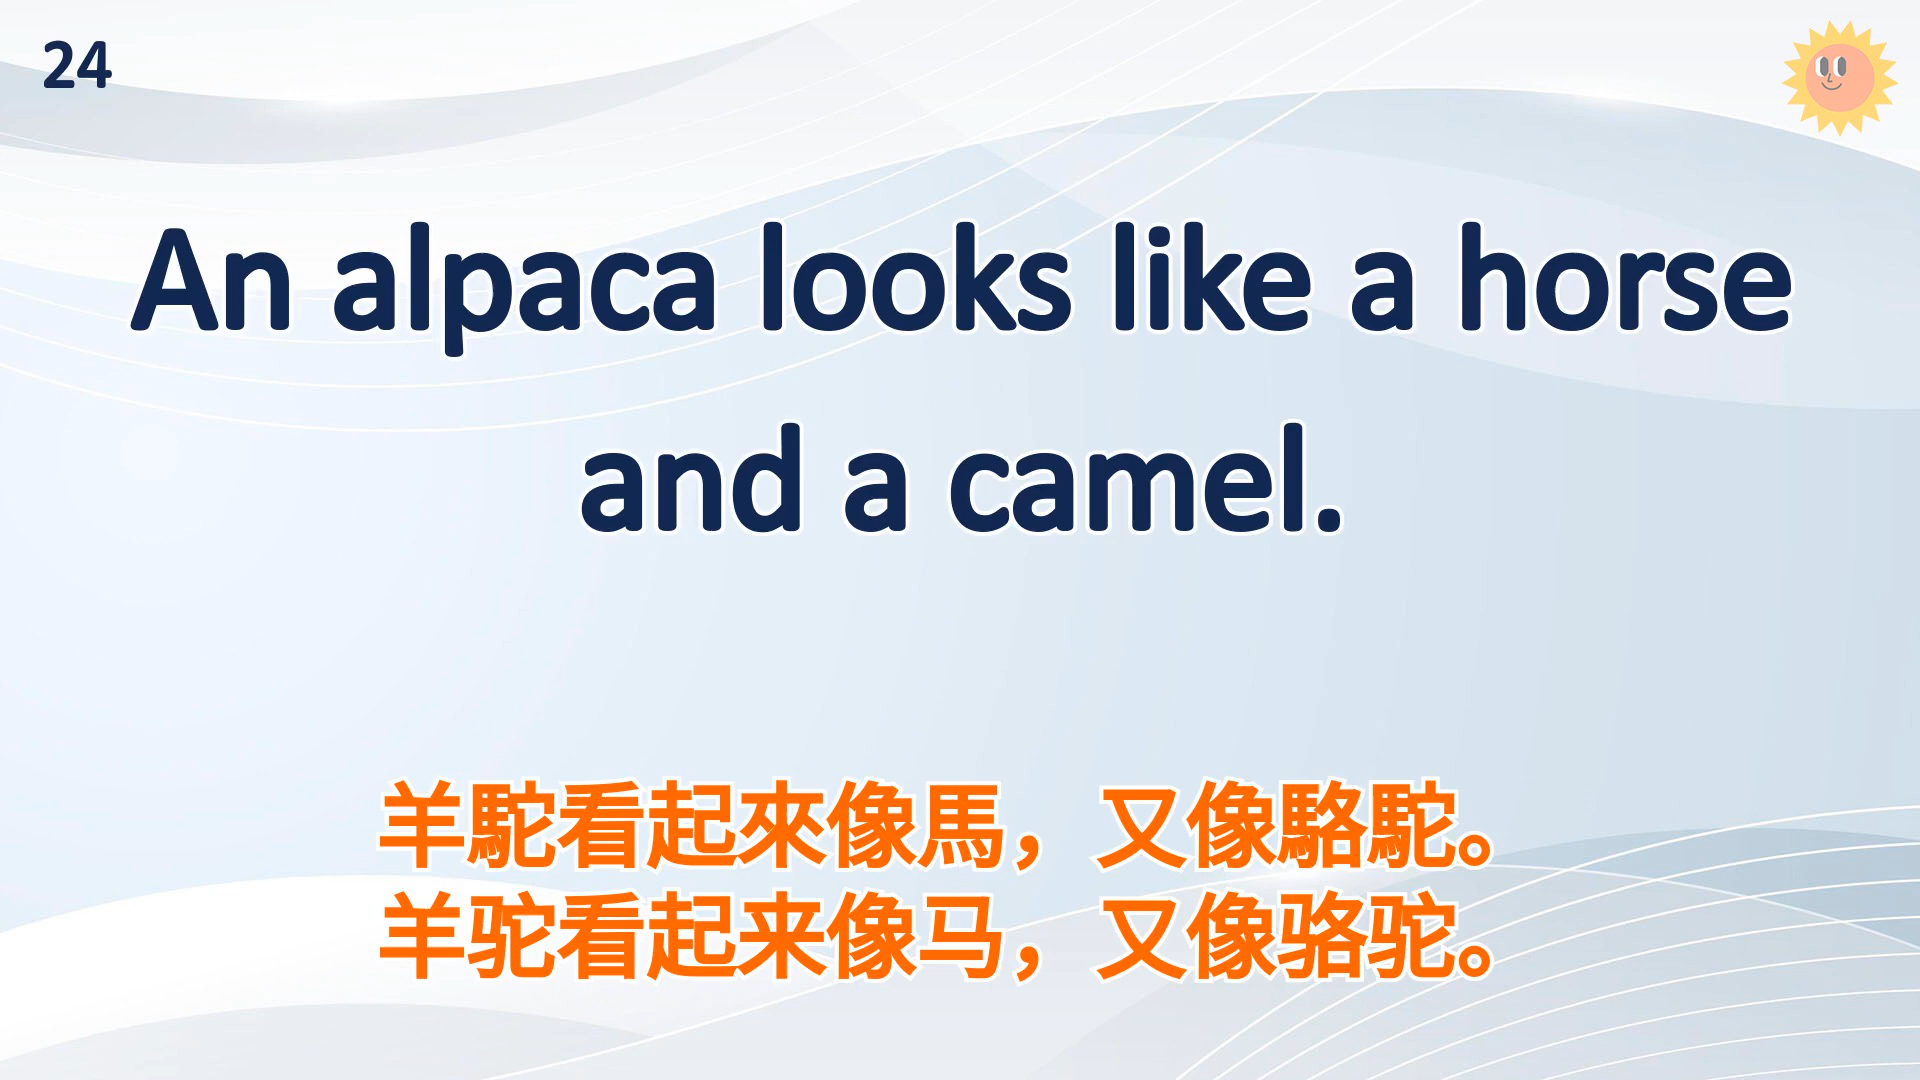 24
An alpaca looks like a horse
and a camel.
羊駝看起來像馬，又像駱駝。
羊驼看起来像马，又像骆驼。